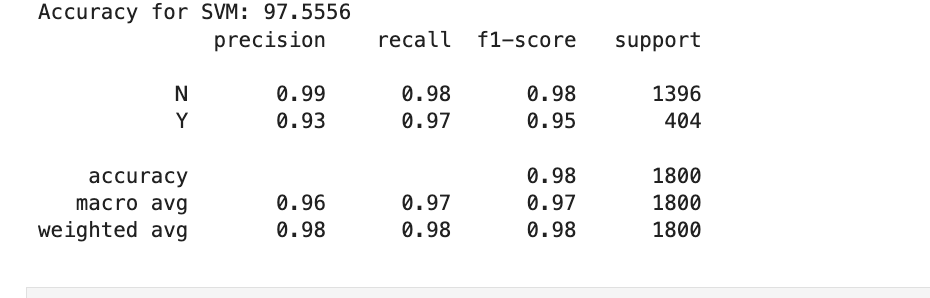 Accuracy for SVM: 97.5556
precision recall f1-score support
N 0.99 0.98 0.98 1396
Y 0.93 0.97 0.95 404
accuracy 0.98 1800
macro avg 0.96 0.97 0.97 1800
weighted avg 0.98 0.98 0.98 1800